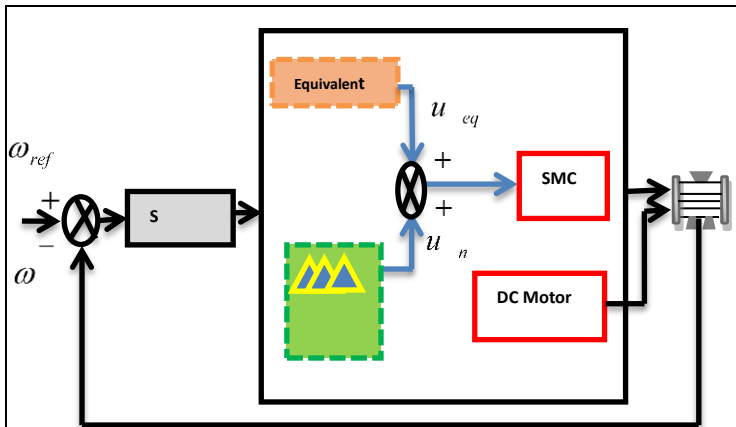 Equivalent
u eq
ω ref
+
+
SMC
+
S
+
−
u n
ω
DC Motor